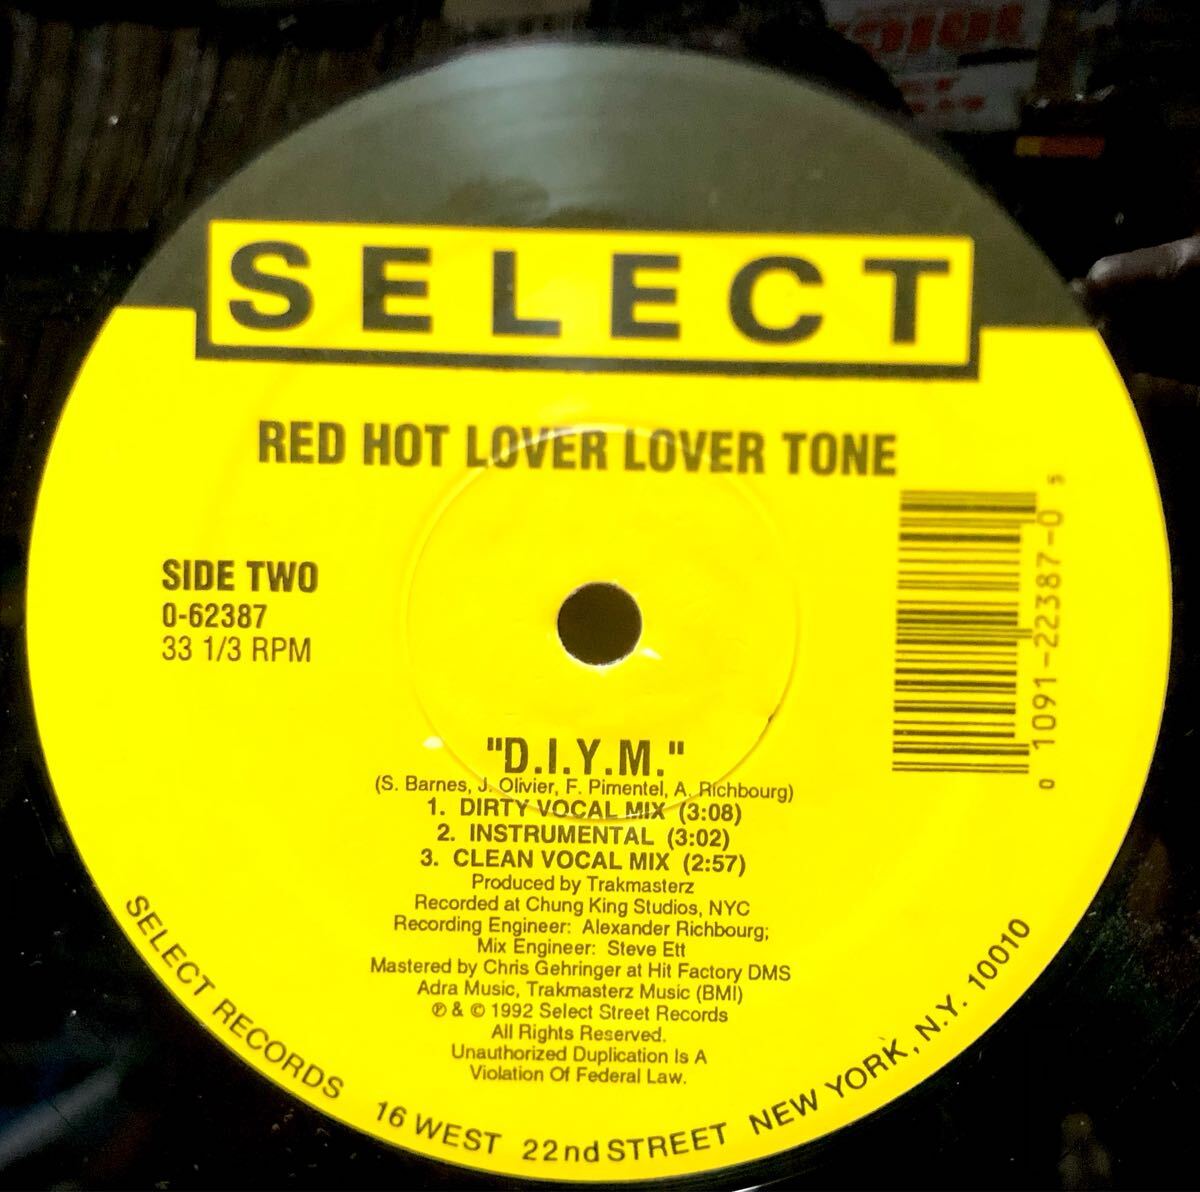 SELECT
RED HOT LOVER LOVER TONE
SIDE TWO
0-62387
33 1/3 RPM
0 1091-22387-0 5
"D.I.Y.M."
(S. Barnes, J. Olivier, F. Pimentel, A. Richbourg)
1. DIRTY VOCAL MIX (3:08)
2. INSTRUMENTAL (3:02)
3. CLEAN VOCAL MIX (2:57)
Produced by Trakmasterz
Recorded at Chung King Studios, NYC
Recording Engineer: Alexander Richbourg;
Mix Engineer: Steve Ett
Mastered by Chris Gehringer at Hit Factory DMS
Adra Music, Trakmasterz Music (BMI)
℗ & © 1992 Select Street Records
All Rights Reserved.
Unauthorized Duplication Is A
Violation Of Federal Law.
SELECT RECORDS 16 WEST 22nd STREET NEW YORK, N.Y. 10010